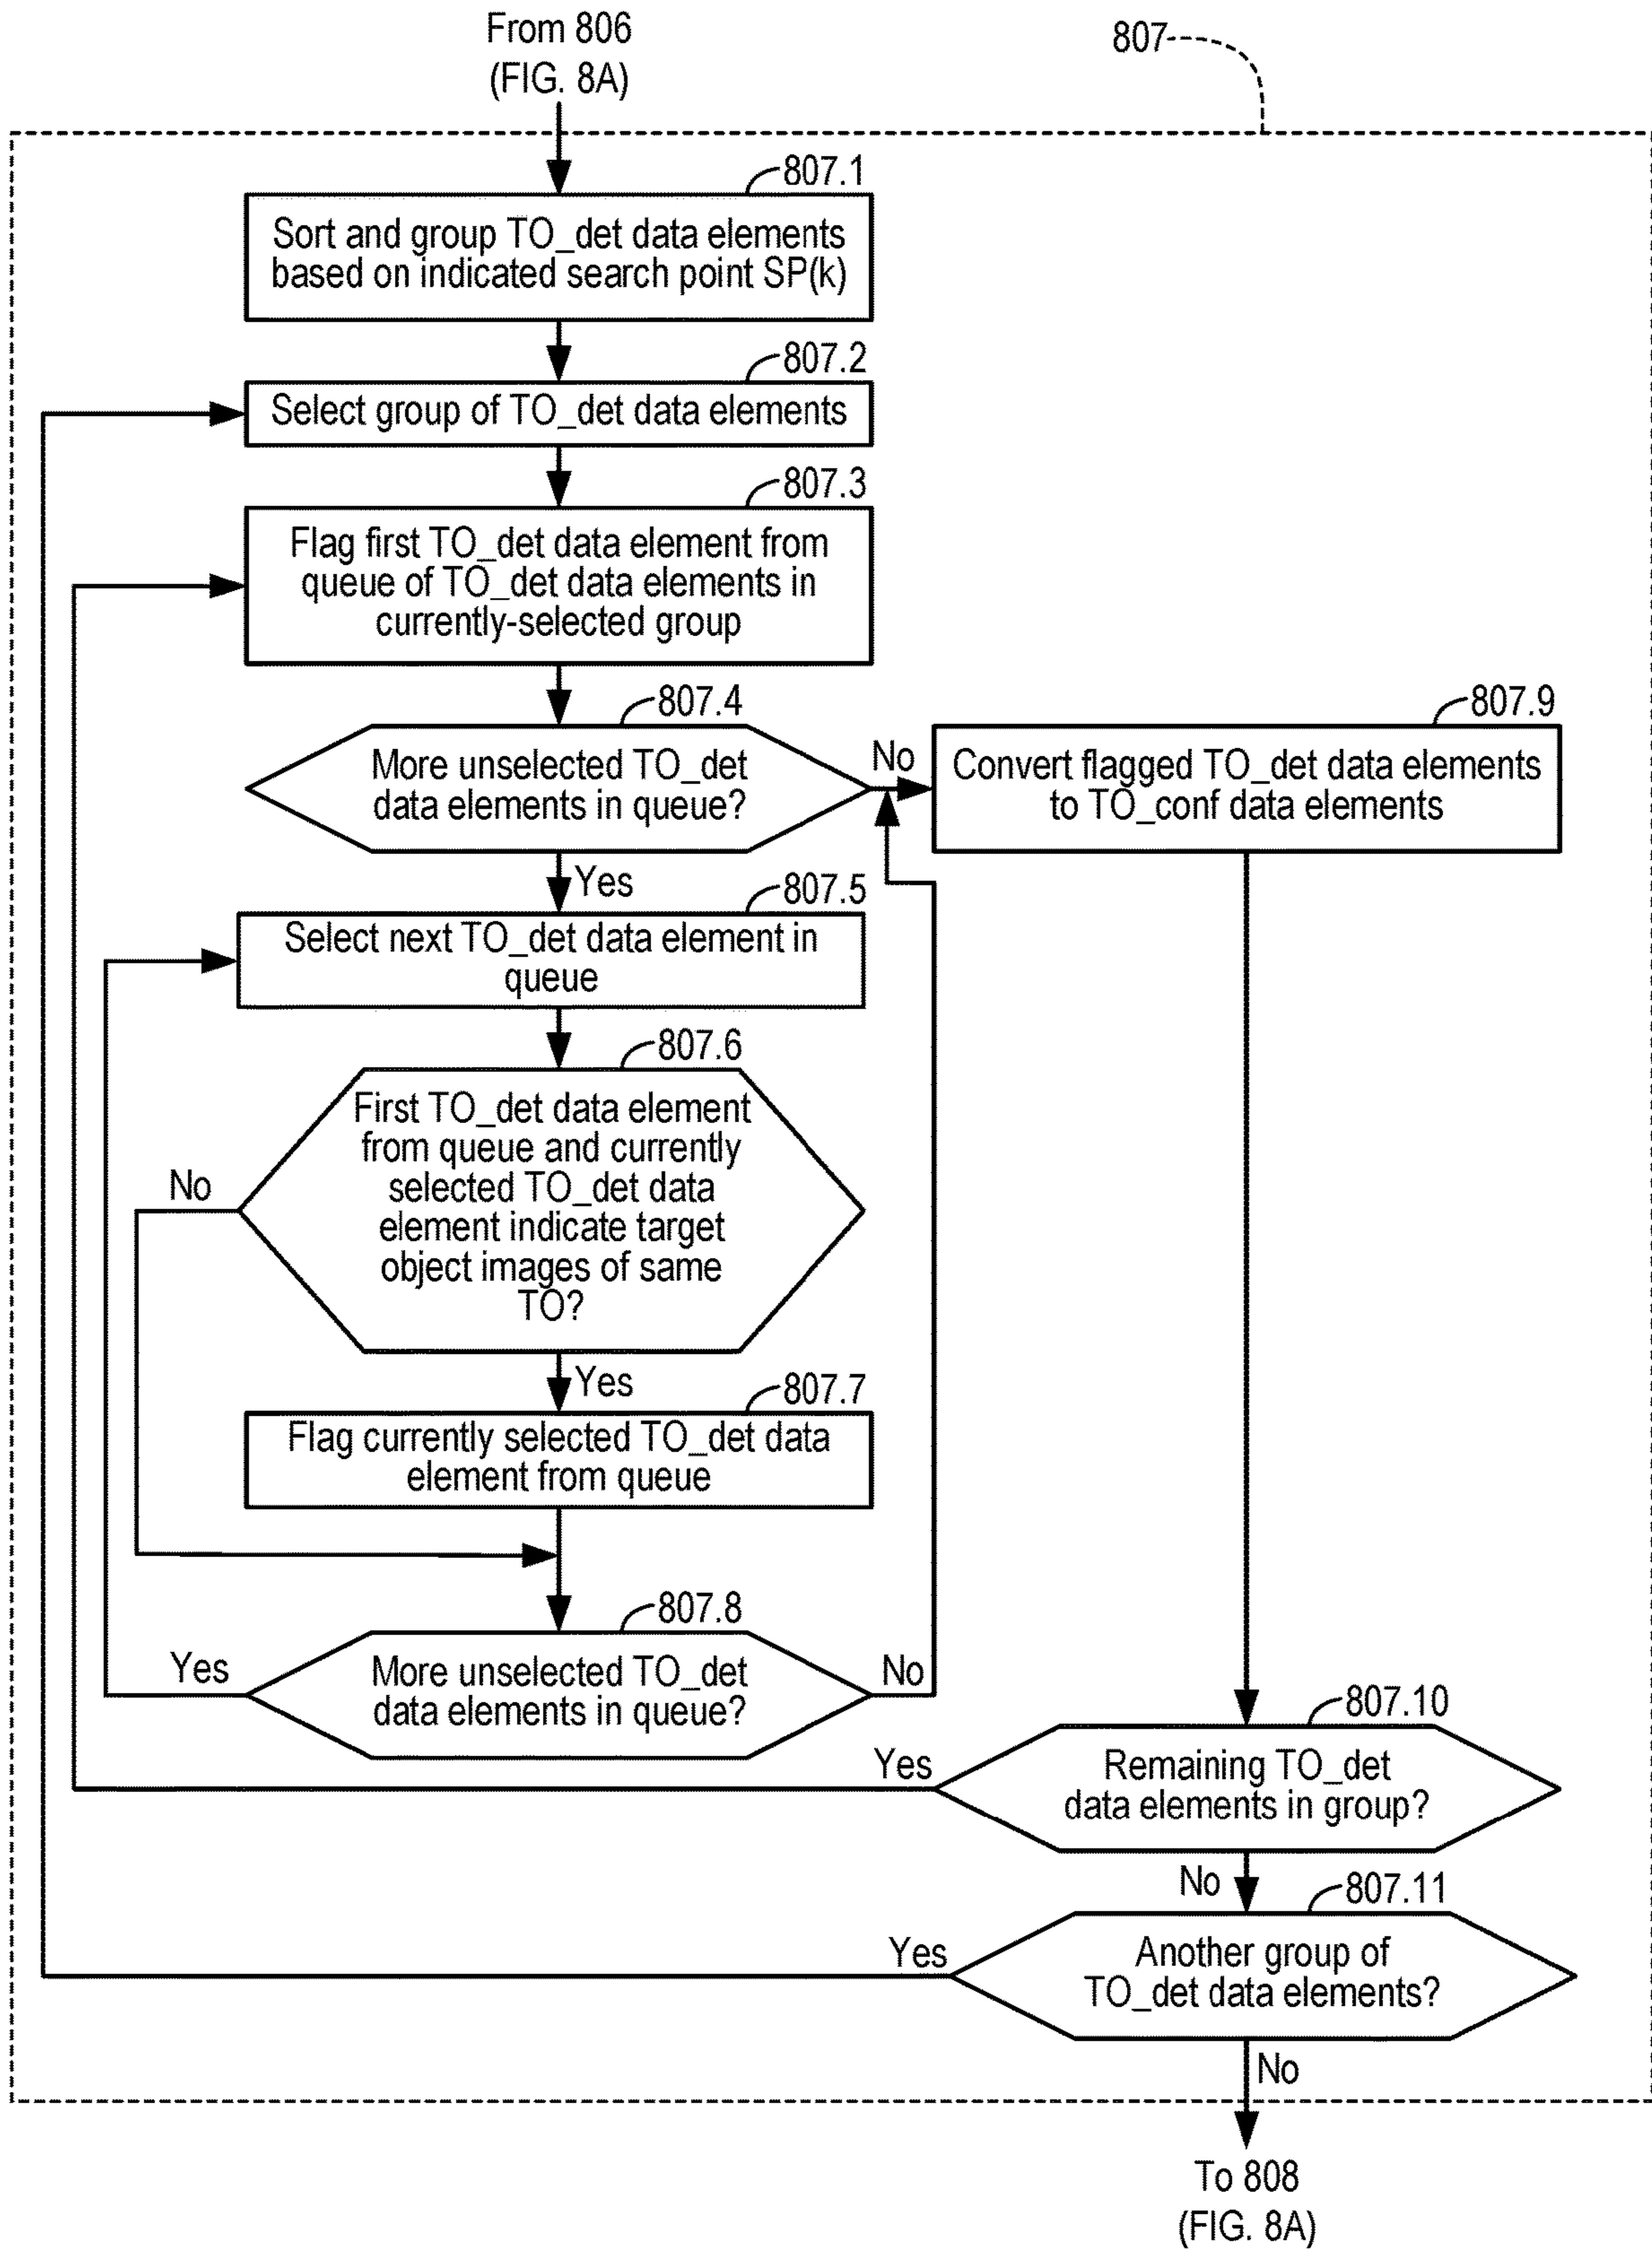 From 806
(FIG. 8A)
807
807.1
Sort and group TO_det data elements
based on indicated search point SP(k)
807.2
Select group of TO_det data elements
807.3
Flag first TO_det data element from
queue of TO_det data elements in
currently-selected group
807.4
More unselected TO_det
data elements in queue?
No
807.9
Convert flagged TO_det data elements
to TO_conf data elements
Yes
807.5
Select next TO_det data element in
queue
807.6
First TO_det data element
from queue and currently
selected TO_det data
element indicate target
object images of same
TO?
No
Yes
807.7
Flag currently selected TO_det data
element from queue
807.8
More unselected TO_det
data elements in queue?
Yes
No
807.10
Remaining TO_det
data elements in group?
Yes
No
807.11
Another group of
TO_det data elements?
Yes
No
To 808
(FIG. 8A)